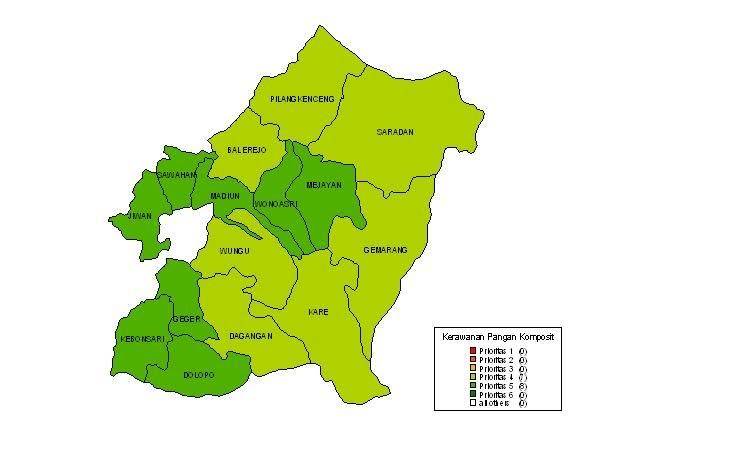 PILANGKENCENG
SARADAN
BALEREJO
SAWAHAN
MEJAYAN
MADIUN
WONOASRI
JIWAN
WUNGU
GEMARANG
KARE
GEGER
DAGANGAN
KEBONSARI
DOLOPO
Kerawanan Pangan Komposit
Prioritas 1 (0)
Prioritas 2 (0)
Prioritas 3 (0)
Prioritas 4 (7)
Prioritas 5 (8)
Prioritas 6 (0)
all others (0)